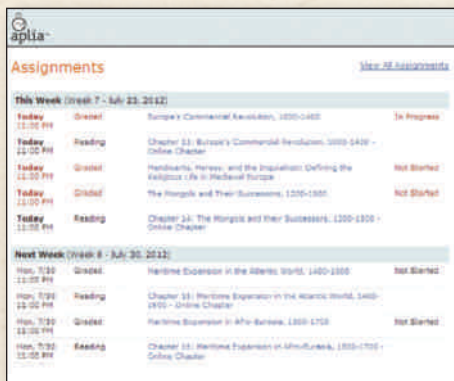 aplia™
Assignments
View All Assignments
This Week (Week 7 - July 23, 2012)
Today Graded Europe's Commercial Revolution, 1000-1400 In Progress
11:00 PM
Today Reading Chapter 13: Europe's Commercial Revolution, 1000-1400 -
11:00 PM Online Chapter
Today Graded Mendicants, Heresy, and the Inquisition: Defining the Not Started
11:00 PM Religious Life in Medieval Europe
Today Graded The Mongols and Their Successors, 1200-1500 Not Started
11:00 PM
Today Reading Chapter 14: The Mongols and their Successors, 1200-1500 -
11:00 PM Online Chapter
Next Week (Week 8 - July 30, 2012)
Mon, 7/30 Graded Maritime Expansion in the Atlantic World, 1400-1600 Not Started
11:00 PM
Mon, 7/30 Reading Chapter 15: Maritime Expansion in the Atlantic World, 1400-
11:00 PM 1600 - Online Chapter
Mon, 7/30 Graded Maritime Expansion in Afro-Eurasia, 1500-1700 Not Started
11:00 PM
Mon, 7/30 Reading Maritime Expansion in Afro-Eurasia, 1500-1700 -
11:00 PM Online Chapter